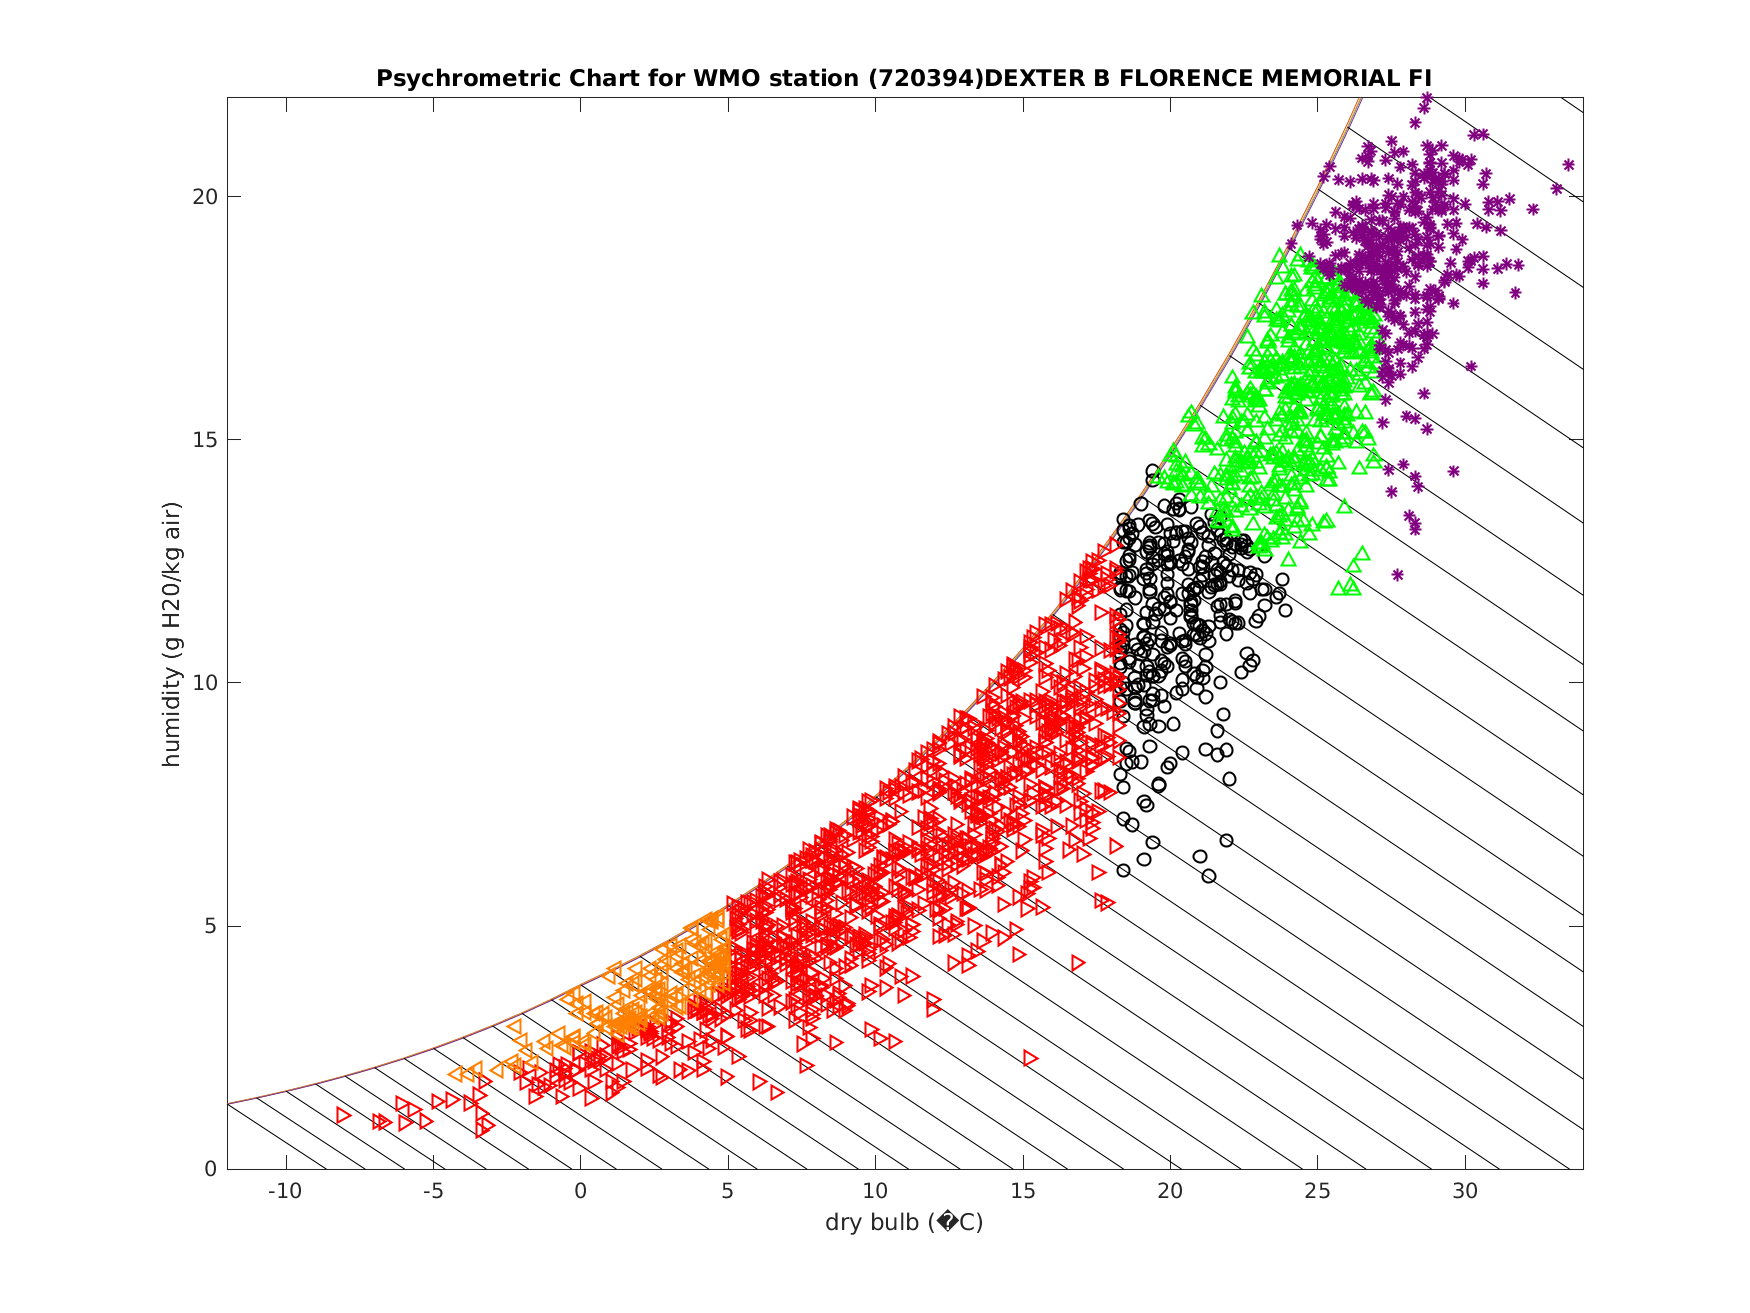 Psychrometric Chart for WMO station (720394)DEXTER B FLORENCE MEMORIAL FI
humidity (g H20/kg air)
20
15
10
5
0
-10 -5 0 5 10 15 20 25 30
dry bulb (�C)